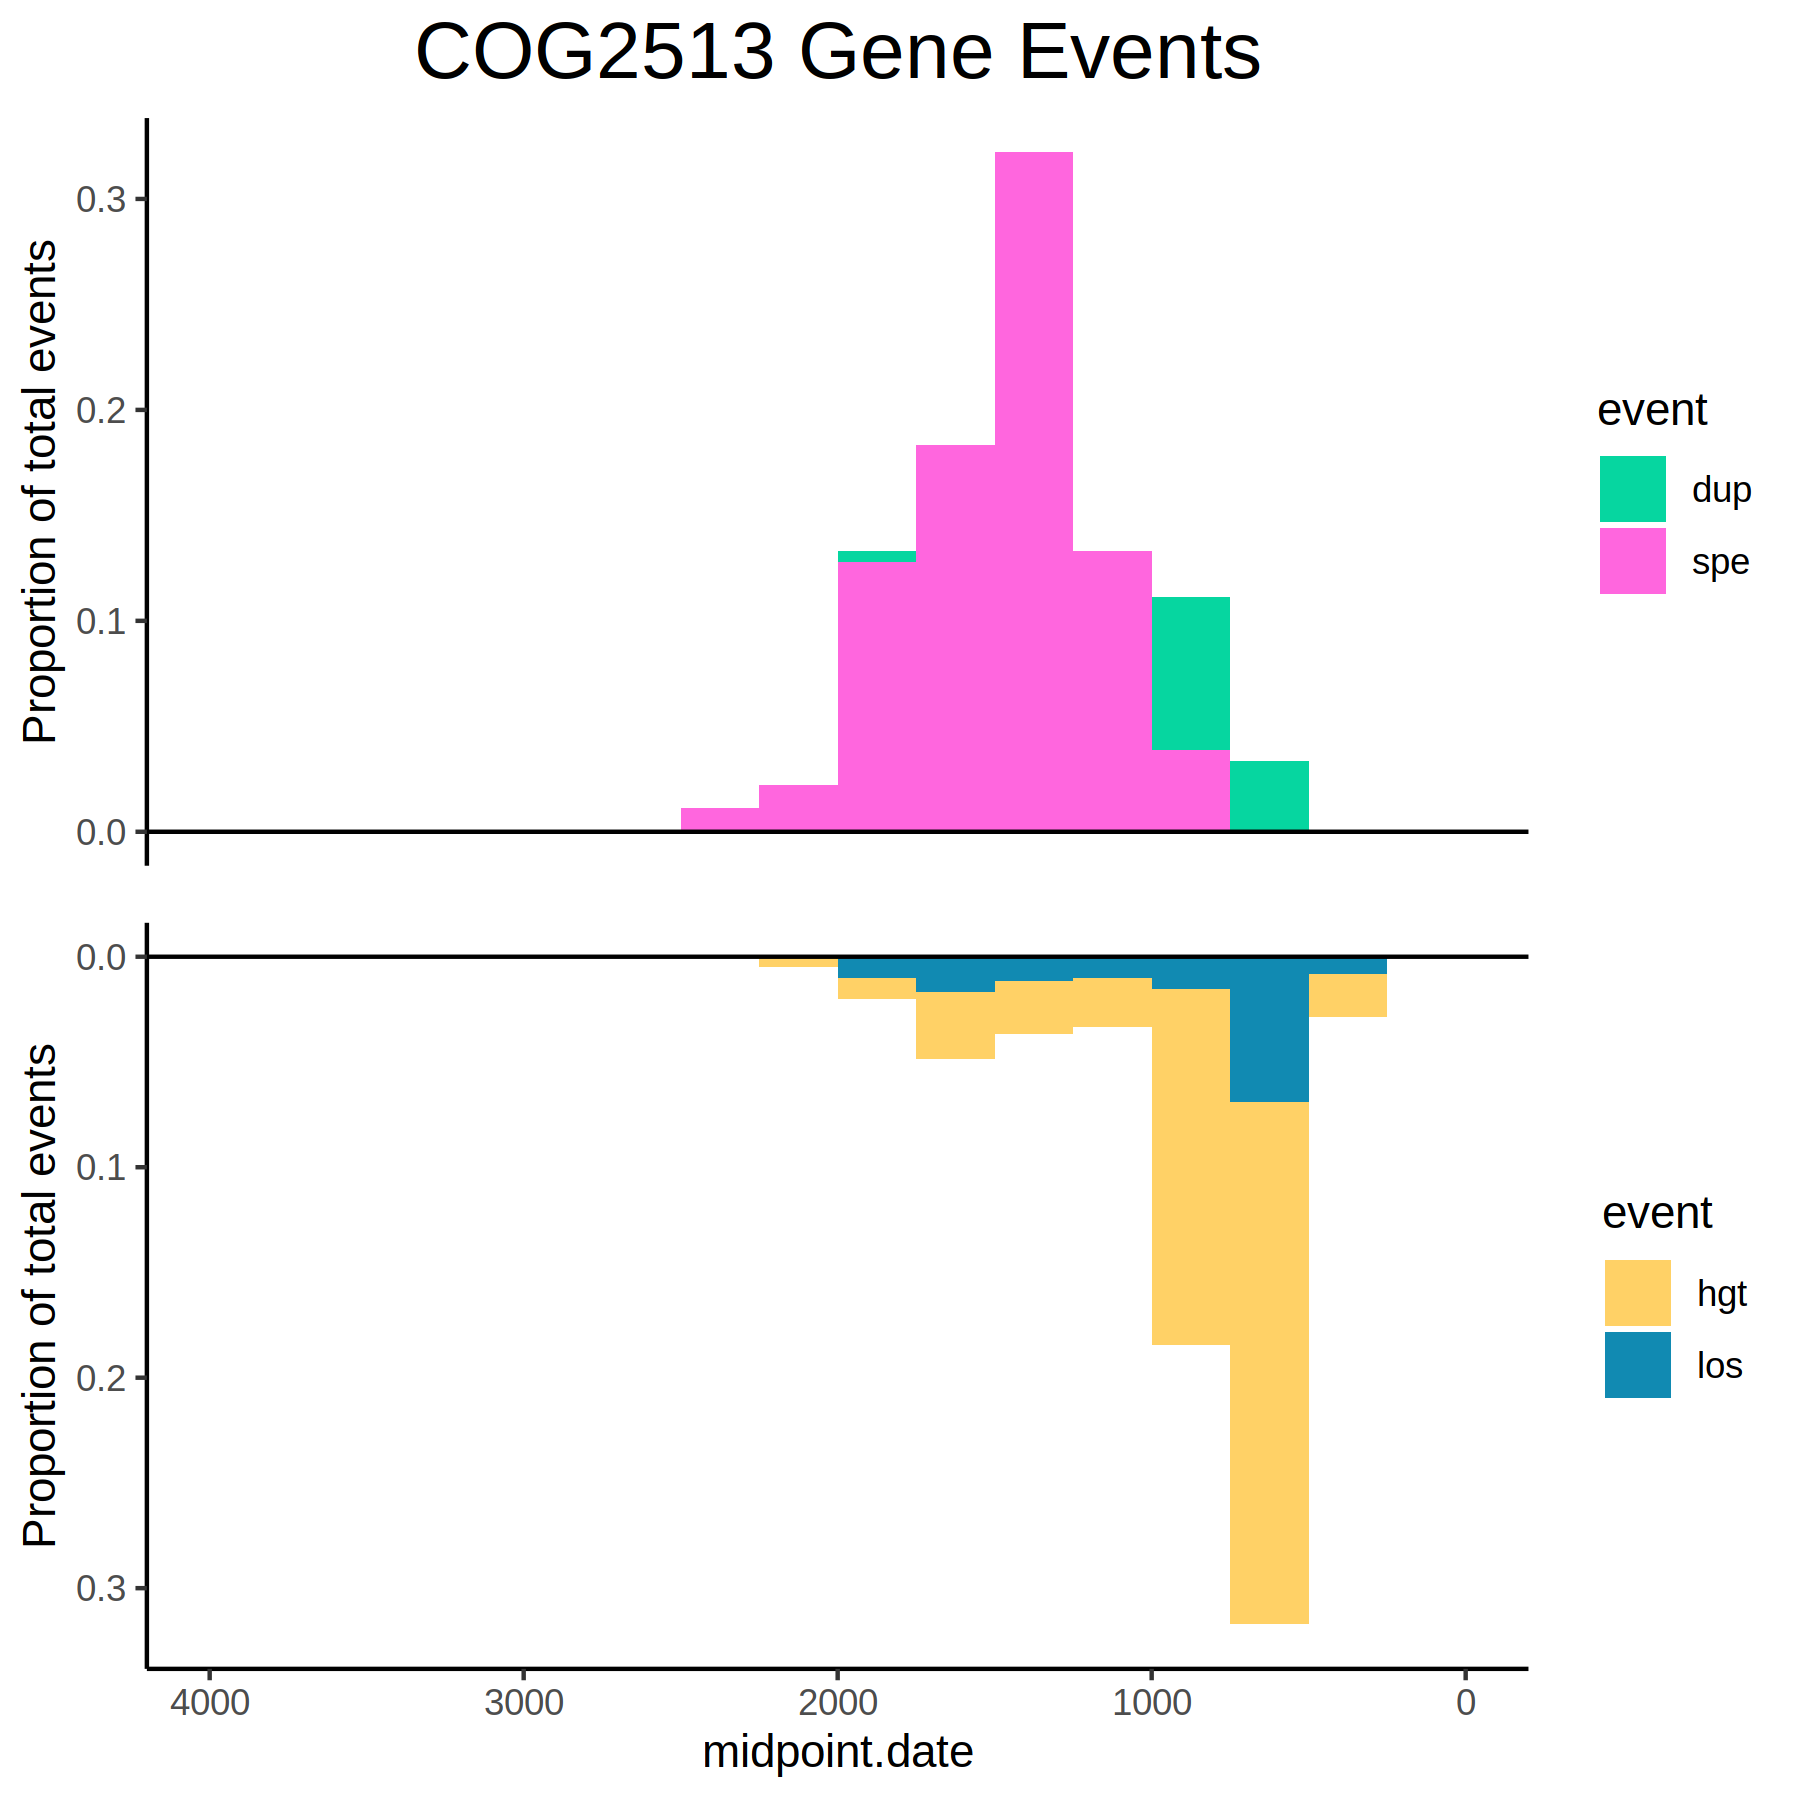 COG2513 Gene Events
Proportion of total events
0.3
0.2
0.1
0.0
event
dup
spe
Proportion of total events
0.0
0.1
0.2
0.3
event
hgt
los
4000 3000 2000 1000 0
midpoint.date